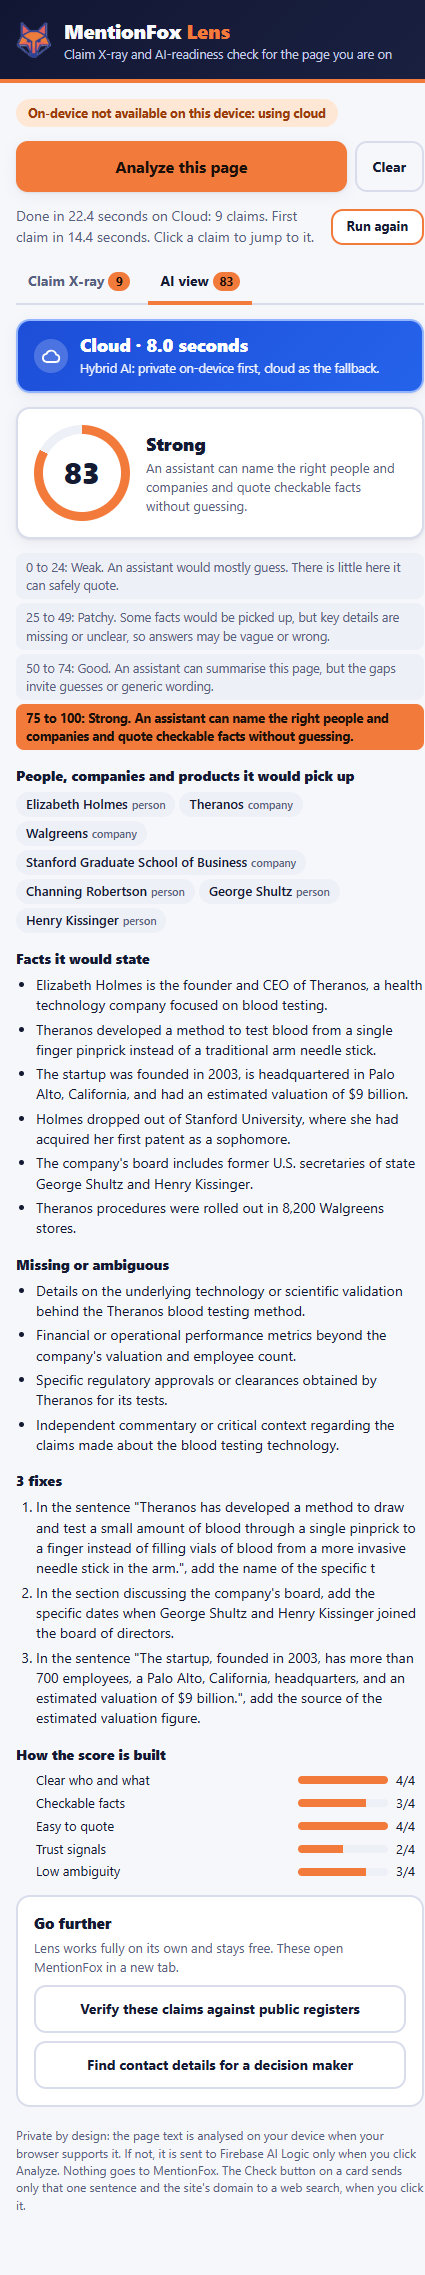 MentionFox Lens
Claim X-ray and AI-readiness check for the page you are on
On-device not available on this device: using cloud
Analyze this page
Clear
Done in 22.4 seconds on Cloud: 9 claims. First
claim in 14.4 seconds. Click a claim to jump to it.
Run again
Claim X-ray 9
AI view 83
Cloud · 8.0 seconds
Hybrid AI: private on-device first, cloud as the fallback.
83
Strong
An assistant can name the right people and
companies and quote checkable facts
without guessing.
0 to 24: Weak. An assistant would mostly guess. There is little here it
can safely quote.
25 to 49: Patchy. Some facts would be picked up, but key details are
missing or unclear, so answers may be vague or wrong.
50 to 74: Good. An assistant can summarise this page, but the gaps
invite guesses or generic wording.
75 to 100: Strong. An assistant can name the right people and
companies and quote checkable facts without guessing.
People, companies and products it would pick up
Elizabeth Holmes person
Theranos company
Walgreens company
Stanford Graduate School of Business company
Channing Robertson person
George Shultz person
Henry Kissinger person
Facts it would state
• Elizabeth Holmes is the founder and CEO of Theranos, a health
technology company focused on blood testing.
• Theranos developed a method to test blood from a single
finger pinprick instead of a traditional arm needle stick.
• The startup was founded in 2003, is headquartered in Palo
Alto, California, and had an estimated valuation of $9 billion.
• Holmes dropped out of Stanford University, where she had
acquired her first patent as a sophomore.
• The company's board includes former U.S. secretaries of state
George Shultz and Henry Kissinger.
• Theranos procedures were rolled out in 8,200 Walgreens
stores.
Missing or ambiguous
• Details on the underlying technology or scientific validation
behind the Theranos blood testing method.
• Financial or operational performance metrics beyond the
company's valuation and employee count.
• Specific regulatory approvals or clearances obtained by
Theranos for its tests.
• Independent commentary or critical context regarding the
claims made about the blood testing technology.
3 fixes
1. In the sentence "Theranos has developed a method to draw
and test a small amount of blood through a single pinprick to
a finger instead of filling vials of blood from a more invasive
needle stick in the arm.", add the name of the specific t
2. In the section discussing the company's board, add the
specific dates when George Shultz and Henry Kissinger joined
the board of directors.
3. In the sentence "The startup, founded in 2003, has more than
700 employees, a Palo Alto, California, headquarters, and an
estimated valuation of $9 billion.", add the source of the
estimated valuation figure.
How the score is built
Clear who and what 4/4
Checkable facts 3/4
Easy to quote 4/4
Trust signals 2/4
Low ambiguity 3/4
Go further
Lens works fully on its own and stays free. These open
MentionFox in a new tab.
Verify these claims against public registers
Find contact details for a decision maker
Private by design: the page text is analysed on your device when your
browser supports it. If not, it is sent to Firebase AI Logic only when you click
Analyze. Nothing goes to MentionFox. The Check button on a card sends
only that one sentence and the site's domain to a web search, when you click
it.